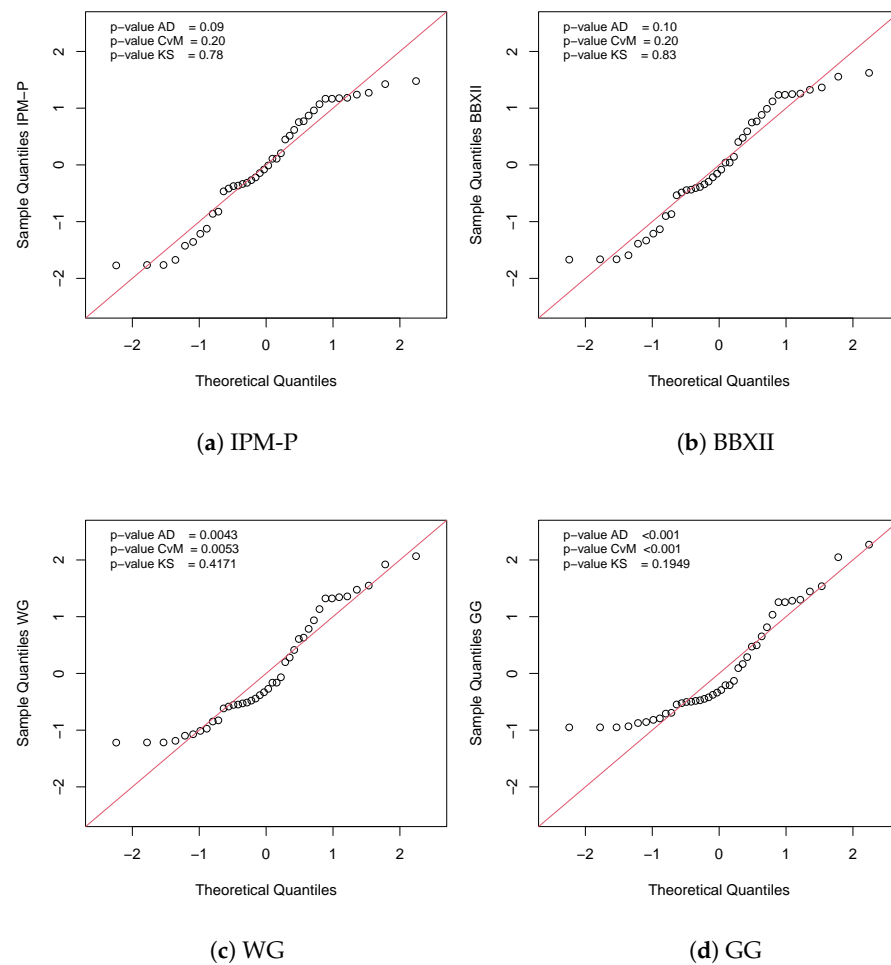 p−value AD = 0.09
p−value CvM = 0.20
p−value KS = 0.78
Sample Quantiles IPM−P
2
1
0
−1
−2
−2 −1 0 1 2
Theoretical Quantiles
(a) IPM-P
p−value AD = 0.10
p−value CvM = 0.20
p−value KS = 0.83
Sample Quantiles BBXII
2
1
0
−1
−2
−2 −1 0 1 2
Theoretical Quantiles
(b) BBXII
p−value AD = 0.0043
p−value CvM = 0.0053
p−value KS = 0.4171
Sample Quantiles WG
2
1
0
−1
−2
−2 −1 0 1 2
Theoretical Quantiles
(c) WG
p−value AD <0.001
p−value CvM <0.001
p−value KS = 0.1949
Sample Quantiles GG
2
1
0
−1
−2
−2 −1 0 1 2
Theoretical Quantiles
(d) GG